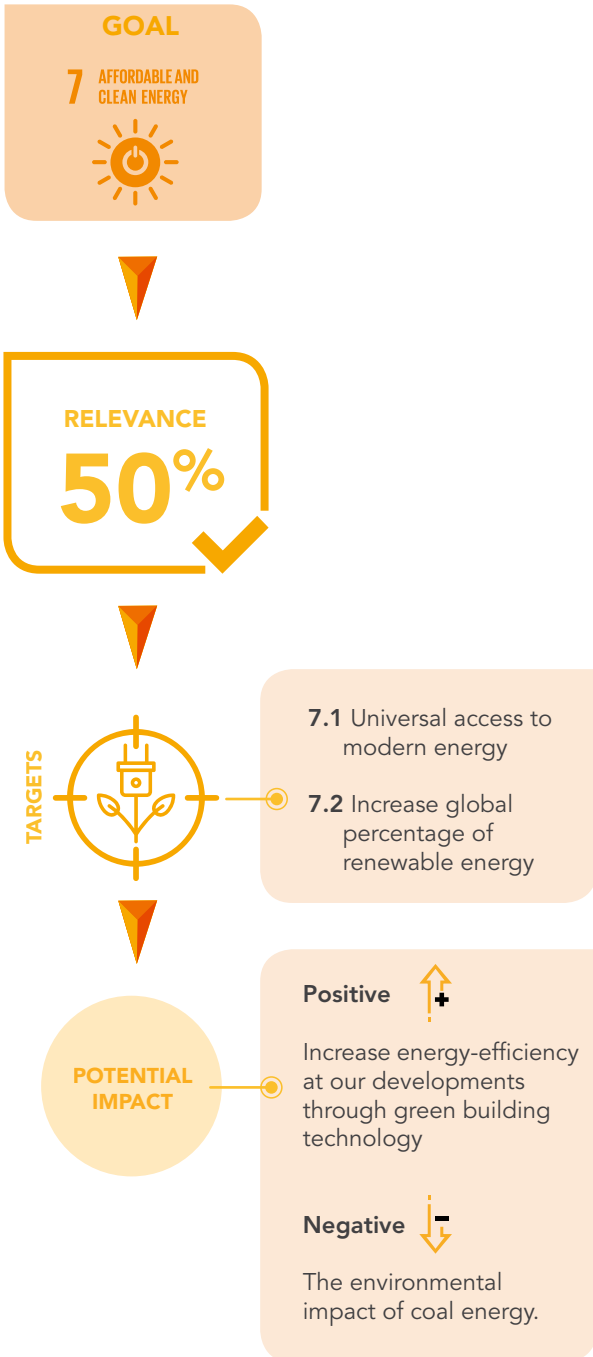 GOAL
7 AFFORDABLE AND
CLEAN ENERGY
RELEVANCE
50%
TARGETS
7.1 Universal access to
modern energy
7.2 Increase global
percentage of
renewable energy
POTENTIAL
IMPACT
Positive +
Increase energy-efficiency
at our developments
through green building
technology
Negative -
The environmental
impact of coal energy.